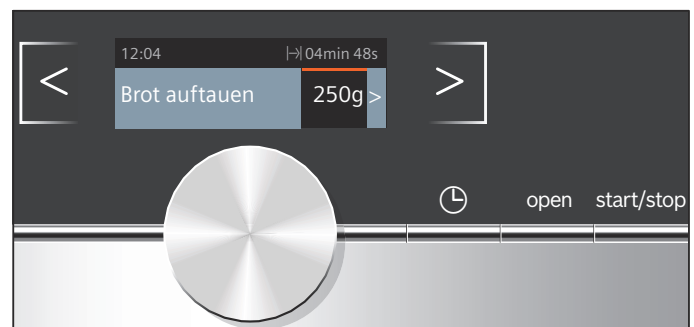 12:04 |→| 04min 48s
< Brot auftauen 250g > >
open start/stop